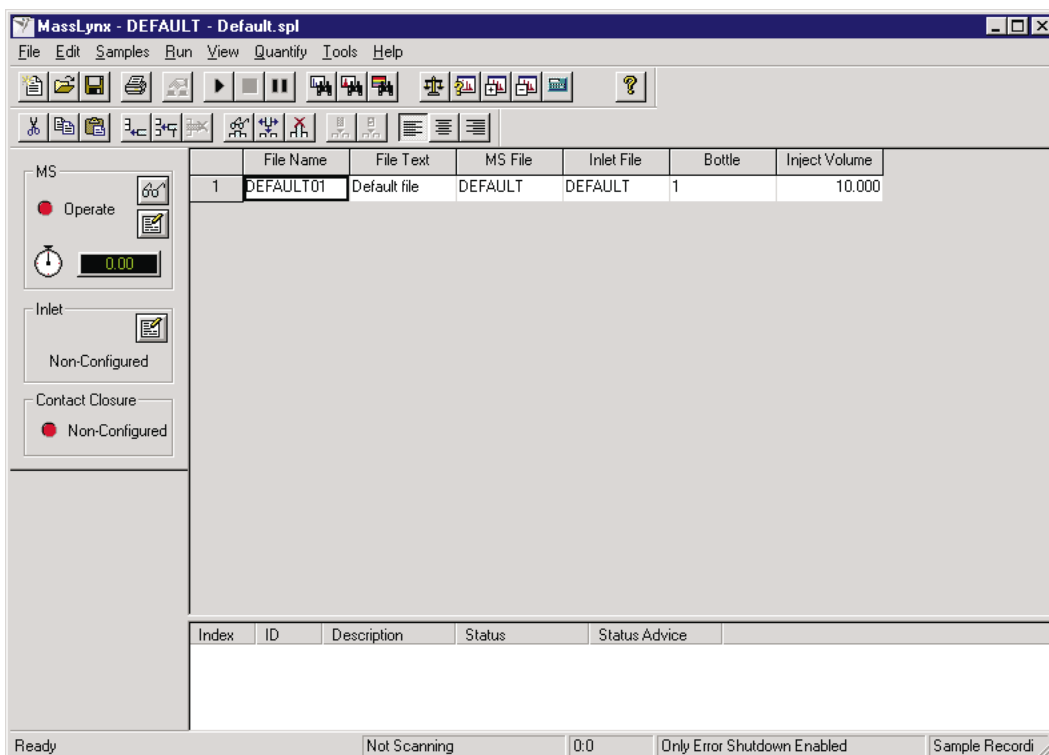 MassLynx - DEFAULT - Default.spl
File Edit Samples Run View Quantify Tools Help
File Name File Text MS File Inlet File Bottle Inject Volume
1 DEFAULT01 Default file DEFAULT DEFAULT 1 10.000
MS
Operate
0.00
Inlet
Non-Configured
Contact Closure
Non-Configured
Index ID Description Status Status Advice
Ready Not Scanning 0:0 Only Error Shutdown Enabled Sample Recordi